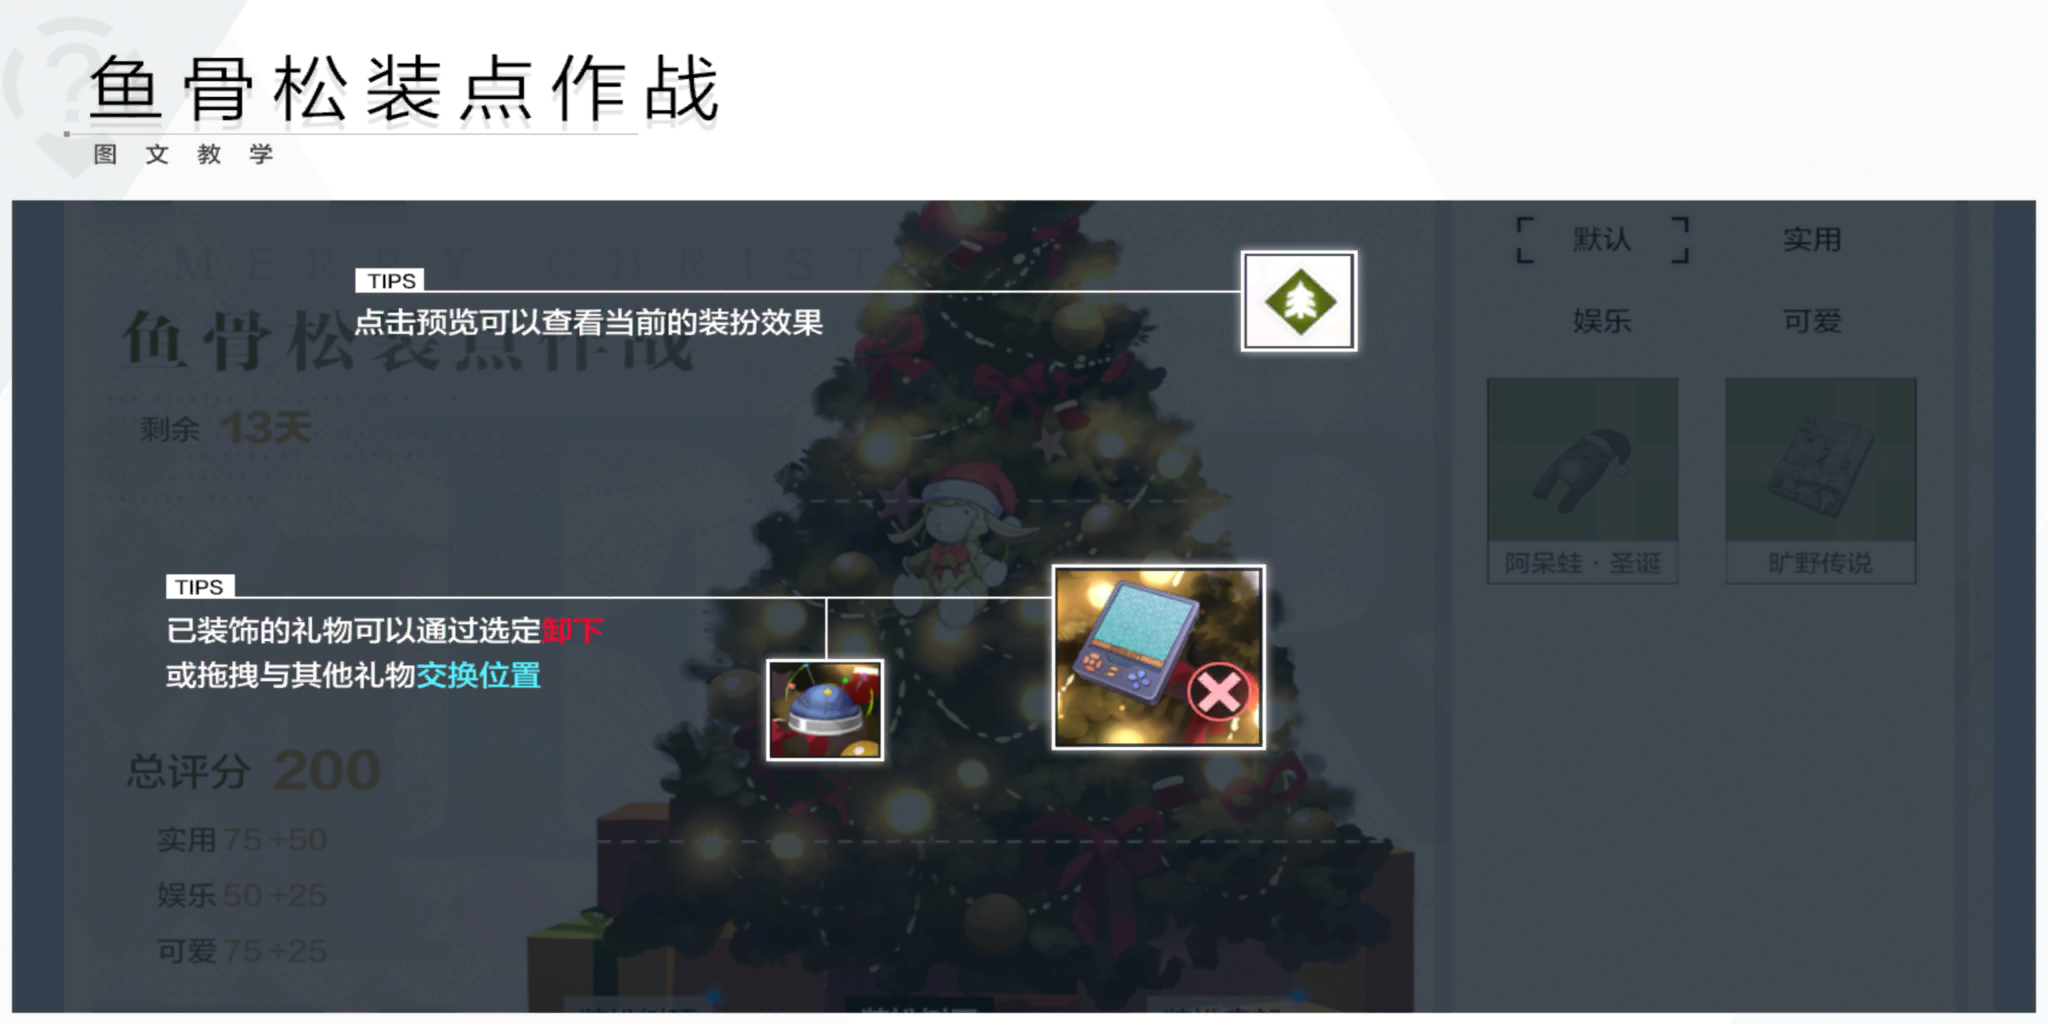 鱼骨松装点作战
图文教学
MERRY CHRIST
TIPS
点击预览可以查看当前的装扮效果
鱼骨松装点作战
剩余 13天
TIPS
已装饰的礼物可以通过选定卸下
或拖拽与其他礼物交换位置
总评分 200
实用 75+50
娱乐 50+25
可爱 75+25
默认 实用
娱乐 可爱
阿呆蛙·圣诞 旷野传说